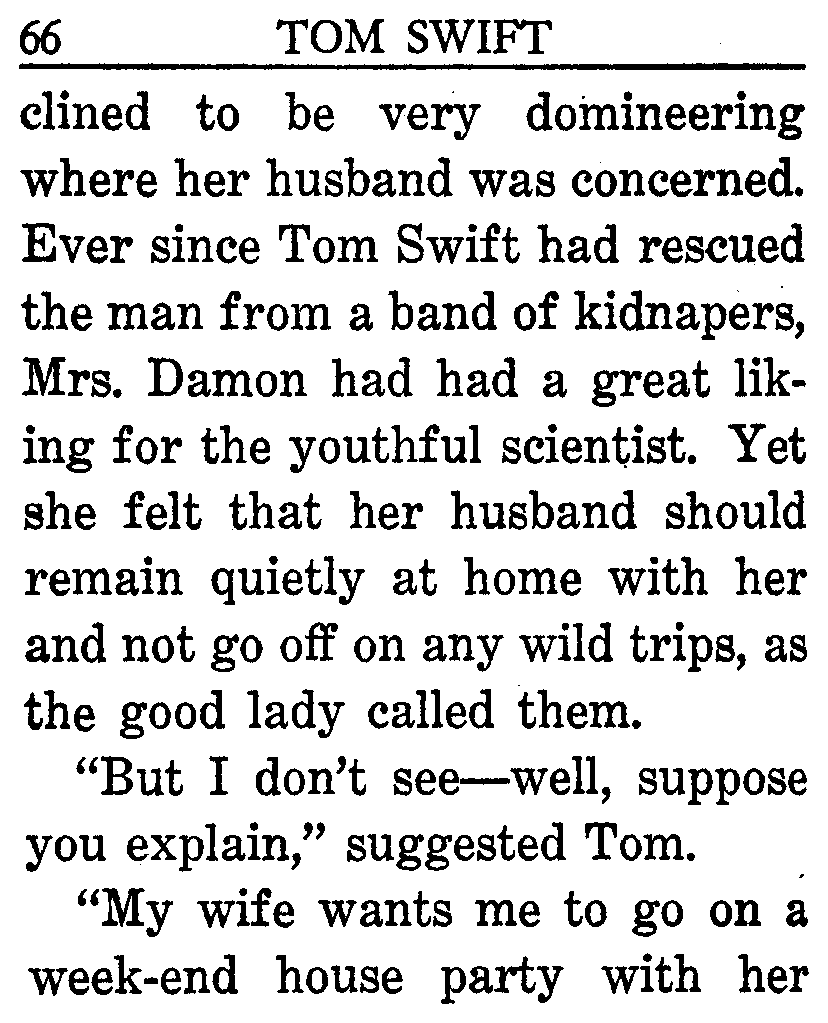 66 TOM SWIFT
clined to be very domineering
where her husband was concerned.
Ever since Tom Swift had rescued
the man from a band of kidnapers,
Mrs. Damon had had a great lik-
ing for the youthful scientist. Yet
she felt that her husband should
remain quietly at home with her
and not go off on any wild trips, as
the good lady called them.
"But I don't see—well, suppose
you explain," suggested Tom.
"My wife wants me to go on a
week-end house party with her